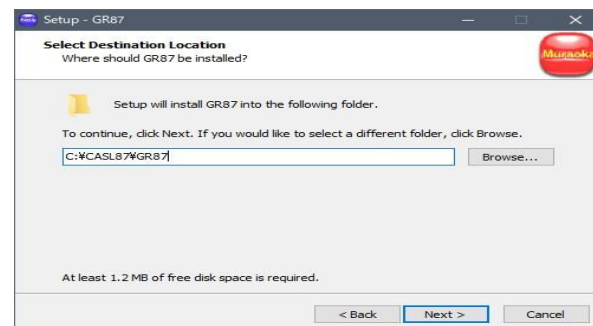 Setup - GR87
Select Destination Location
Where should GR87 be installed?
Muraoka
Setup will install GR87 into the following folder.
To continue, click Next. If you would like to select a different folder, click Browse.
C:¥CASL87¥GR87
Browse...
At least 1.2 MB of free disk space is required.
< Back
Next >
Cancel